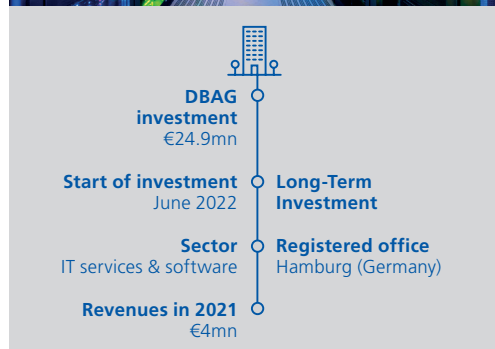 DBAG
investment
€24.9mn
Start of investment
June 2022
Long-Term
Investment
Sector
IT services & software
Registered office
Hamburg (Germany)
Revenues in 2021
€4mn